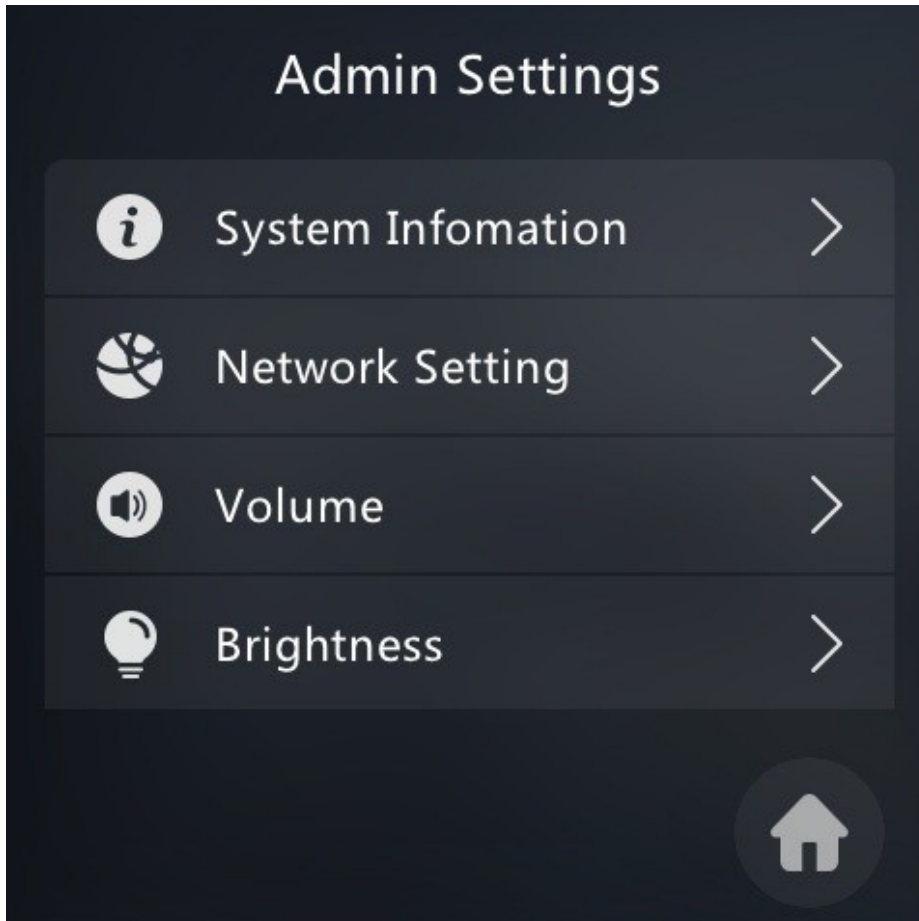 Admin Settings
System Infomation
Network Setting
Volume
Brightness